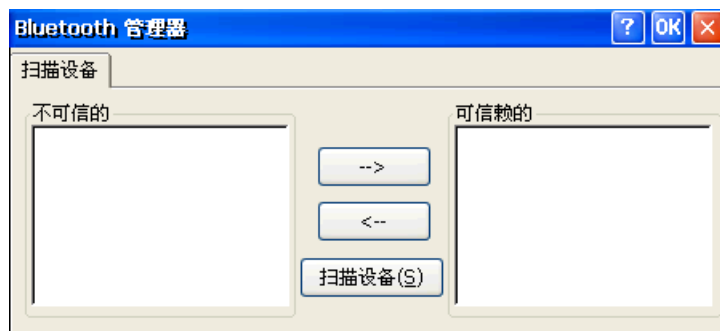 Bluetooth 管理器 ? OK ×
扫描设备
不可信的 可信赖的
-->
<--
扫描设备(S)